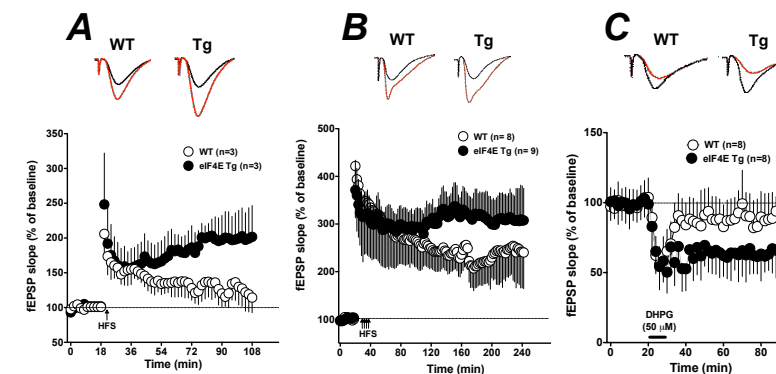 A
WT
Tg
350
300
250
200
150
100
50
fEPSP slope (% of baseline)
WT (n=3)
eIF4E Tg (n=3)
HFS
0
18
36
54
72
90
108
Time (min)
B
WT
Tg
500
400
300
200
100
0
fEPSP slope (% of baseline)
WT (n= 8)
eIF4E Tg (n= 9)
HFS
0
40
80
120
160
200
240
Time (min)
C
WT
Tg
150
100
50
0
fEPSP slope (% of baseline)
WT (n=8)
eIF4E Tg (n=8)
DHPG
(50 μM)
0
20
40
60
80
Time (min)